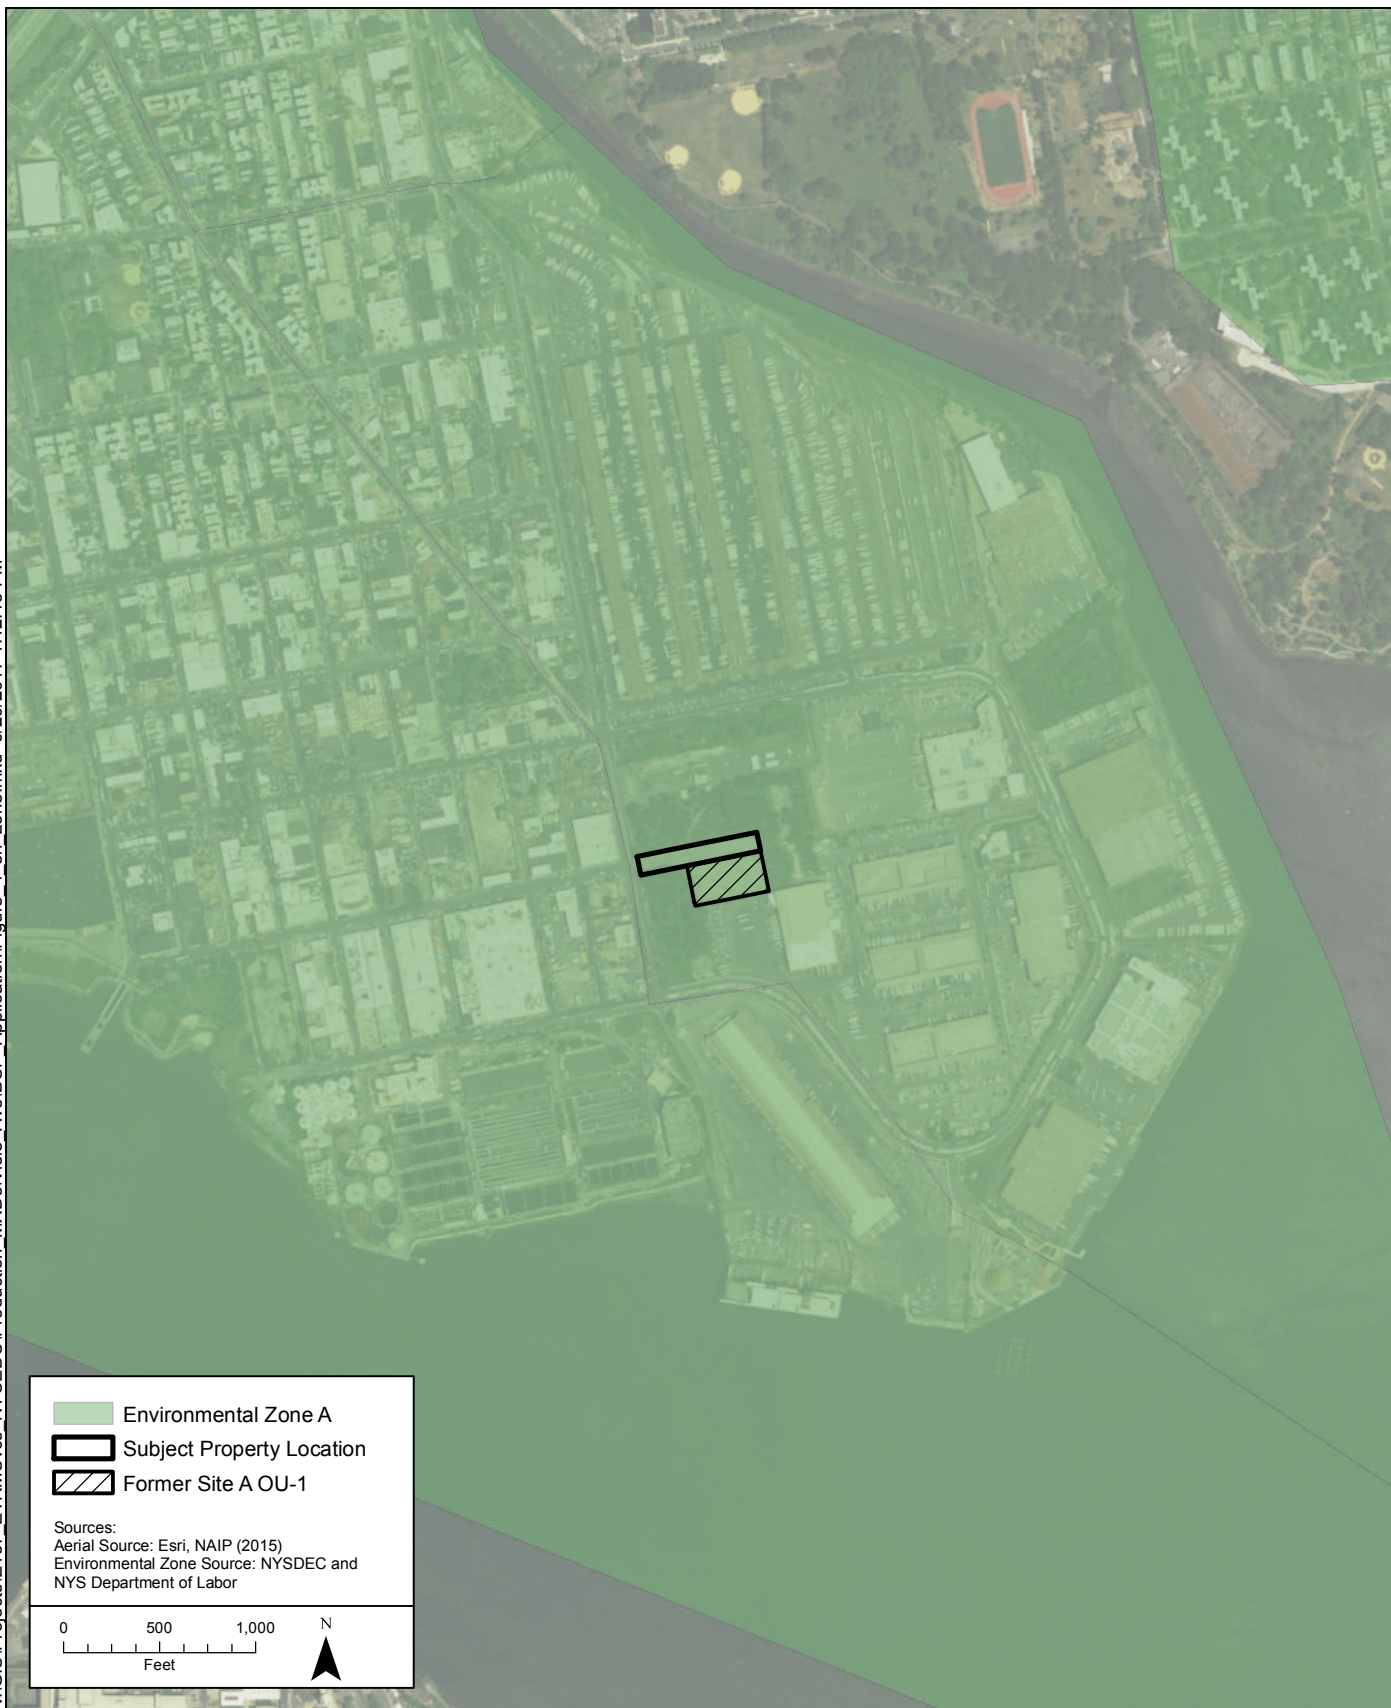 Environmental Zone A
Subject Property Location
Former Site A OU-1
Sources:
Aerial Source: Esri, NAIP (2015)
Environmental Zone Source: NYSDEC and
NYS Department of Labor
0 500 1,000
Feet
N